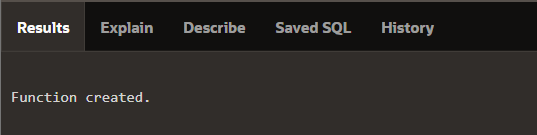 Results Explain Describe Saved SQL History
Function created.